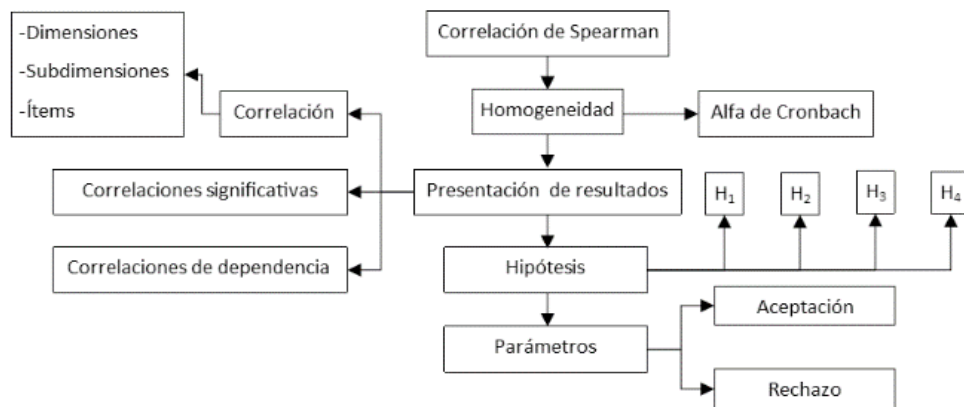 -Dimensiones
-Subdimensiones
-Ítems
Correlación de Spearman
Correlación
Homogeneidad
Alfa de Cronbach
Correlaciones significativas
Presentación de resultados
H₁
H₂
H₃
H₄
Correlaciones de dependencia
Hipótesis
Aceptación
Parámetros
Rechazo